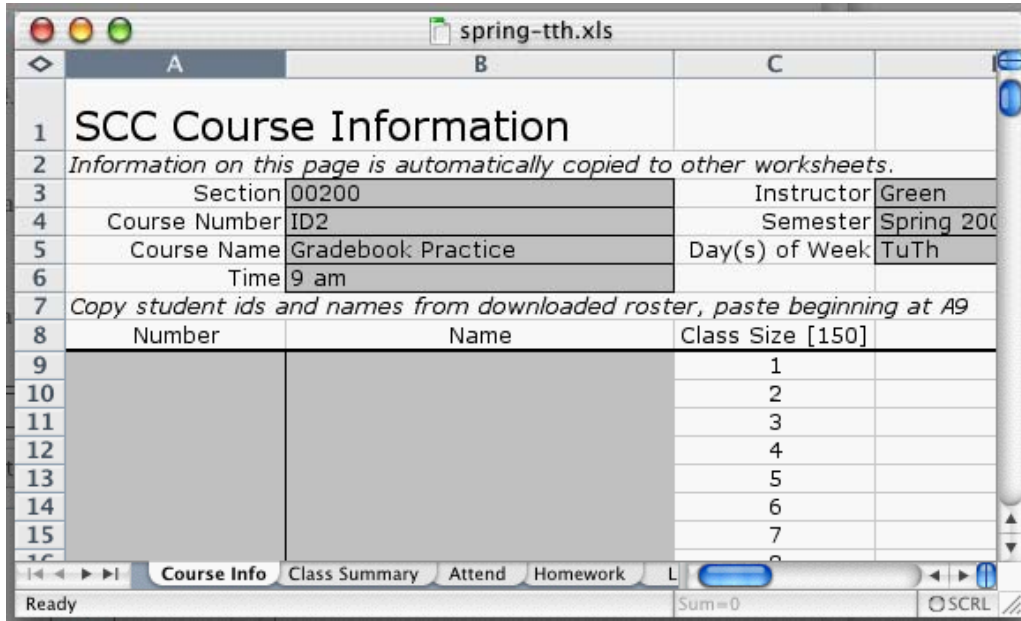 spring-tth.xls
A B C
1 SCC Course Information
2 Information on this page is automatically copied to other worksheets.
3 Section 00200 Instructor Green
4 Course Number ID2 Semester Spring 200
5 Course Name Gradebook Practice Day(s) of Week TuTh
6 Time 9 am
7 Copy student ids and names from downloaded roster, paste beginning at A9
8 Number Name Class Size [150]
9 1
10 2
11 3
12 4
13 5
14 6
15 7
Course Info Class Summary Attend Homework L
Ready Sum=0 SCRL